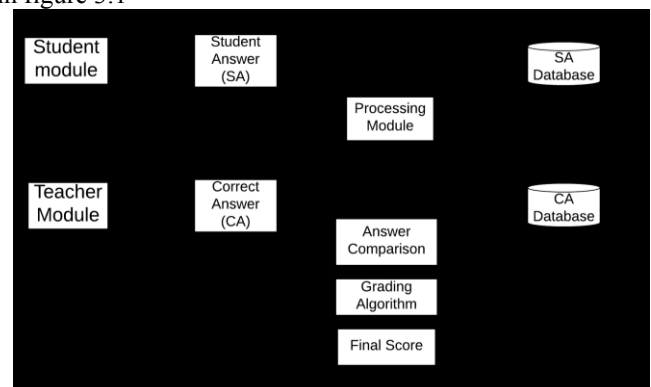 in figure 3.1
Student
module
Student
Answer
(SA)
SA
Database
Processing
Module
Teacher
Module
Correct
Answer
(CA)
CA
Database
Answer
Comparison
Grading
Algorithm
Final Score